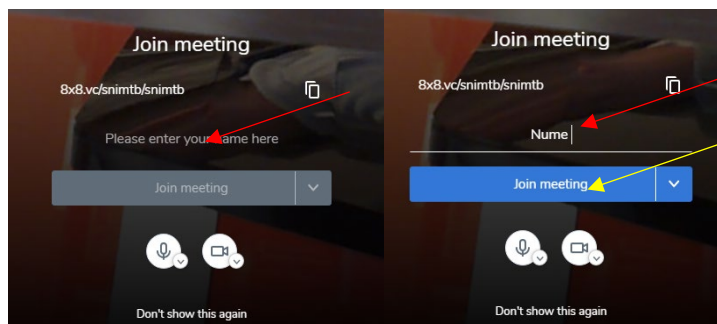 Join meeting
8x8.vc/snimtb/snimtb
Please enter your name here
Join meeting
Don't show this again
Join meeting
8x8.vc/snimtb/snimtb
Nume
Join meeting
Don't show this again